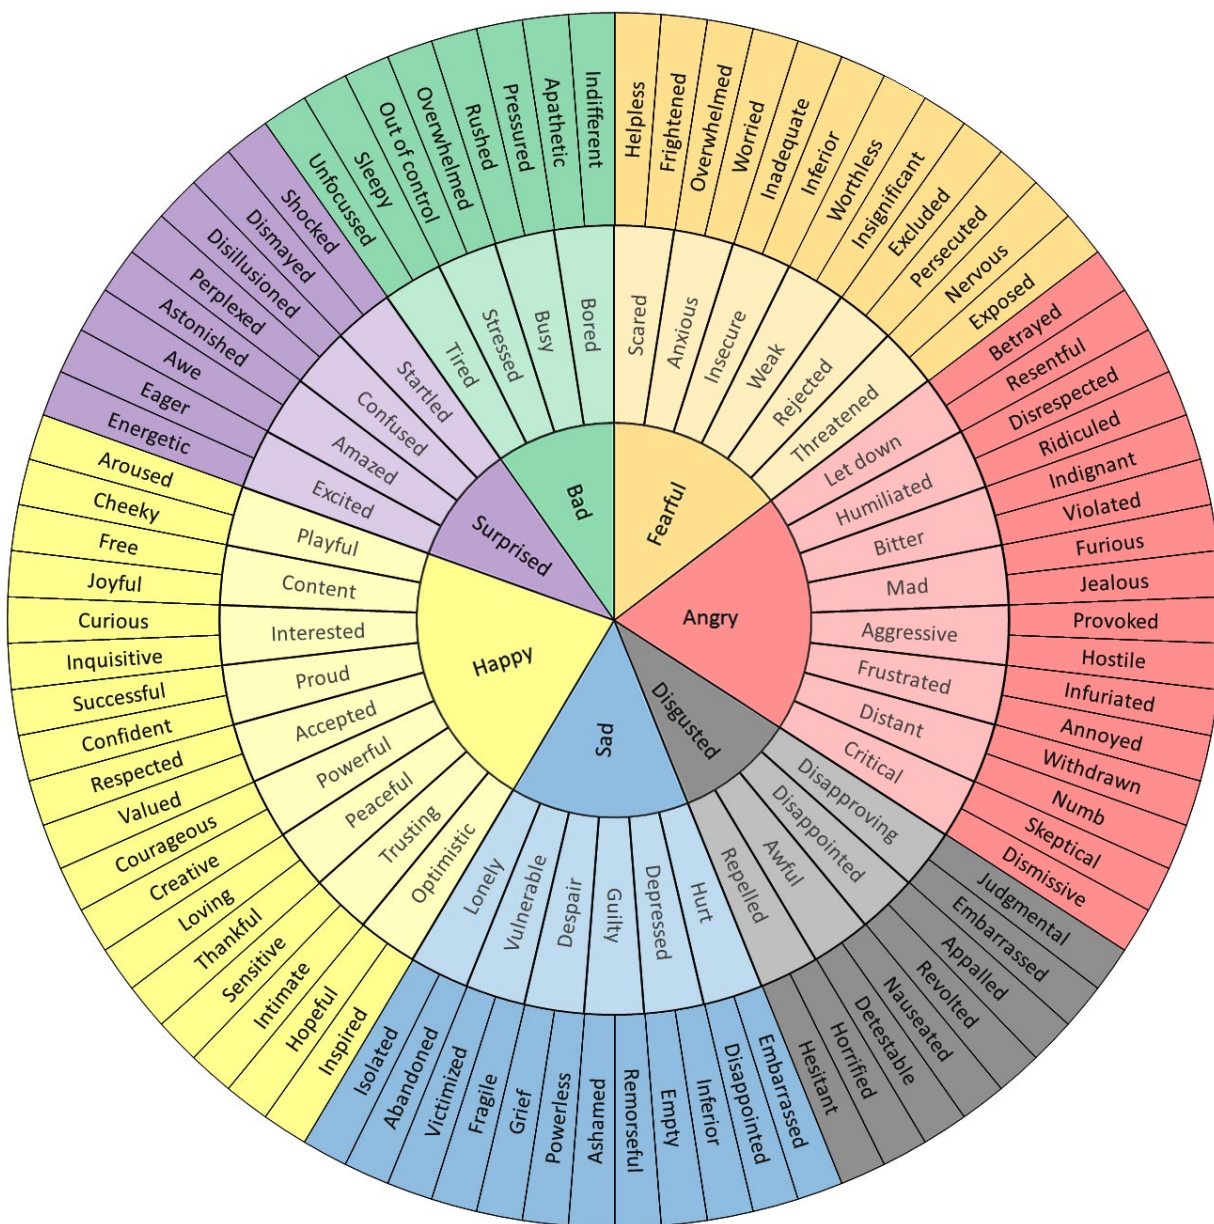 Fearful
Angry
Disgusted
Sad
Happy
Surprised
Bad
Scared
Anxious
Insecure
Weak
Rejected
Threatened
Let down
Humiliated
Bitter
Mad
Aggressive
Frustrated
Distant
Critical
Disapproving
Disappointed
Awful
Repelled
Hurt
Depressed
Guilty
Despair
Vulnerable
Lonely
Optimistic
Trusting
Peaceful
Powerful
Accepted
Proud
Interested
Content
Playful
Excited
Amazed
Confused
Startled
Tired
Stressed
Busy
Bored
Helpless
Frightened
Overwhelmed
Worried
Inadequate
Inferior
Worthless
Insignificant
Excluded
Persecuted
Nervous
Exposed
Betrayed
Resentful
Disrespected
Ridiculed
Indignant
Violated
Furious
Jealous
Provoked
Hostile
Infuriated
Annoyed
Withdrawn
Numb
Skeptical
Dismissive
Judgmental
Embarrassed
Appalled
Revolted
Nauseated
Detestable
Horrified
Hesitant
Embarrassed
Disappointed
Inferior
Empty
Remorseful
Ashamed
Powerless
Grief
Fragile
Victimized
Abandoned
Isolated
Inspired
Hopeful
Intimate
Sensitive
Thankful
Loving
Creative
Courageous
Valued
Respected
Confident
Successful
Inquisitive
Curious
Joyful
Free
Cheeky
Aroused
Energetic
Eager
Awe
Astonished
Perplexed
Disillusioned
Dismayed
Shocked
Unfocussed
Sleepy
Out of control
Overwhelmed
Rushed
Pressured
Apathetic
Indifferent